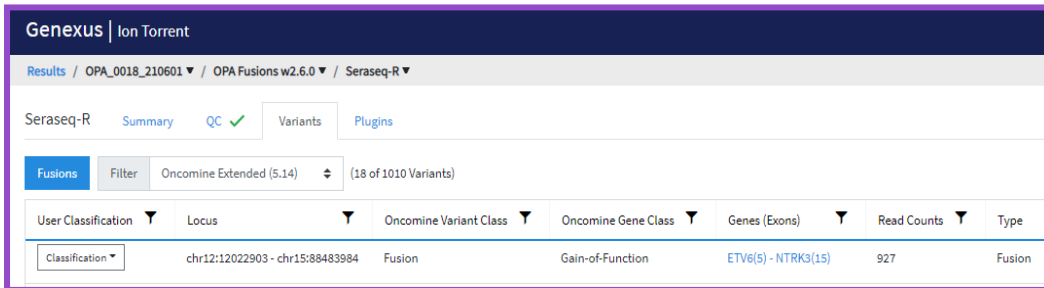 Genexus | Ion Torrent
Results / OPA_0018_210601 / OPA Fusions w2.6.0 / Seraseq-R
Seraseq-R Summary QC Variants Plugins
Fusions Filter Oncomine Extended (5.14) (18 of 1010 Variants)
User Classification Locus Oncomine Variant Class Oncomine Gene Class Genes (Exons) Read Counts Type
Classification chr12:12022903 - chr15:88483984 Fusion Gain-of-Function ETV6(5) - NTRK3(15) 927 Fusion